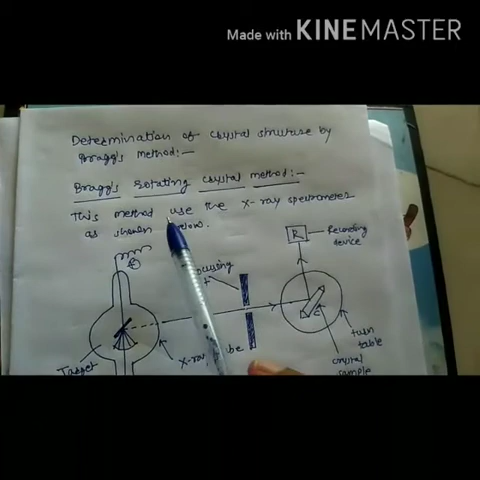 Made with KINEMASTER
Determination of crystal structure by
Bragg's method:-
Bragg's rotating crystal method:-
This method use the X-ray spectrometer
as shown below.
R
Recording
device
Target
X-ray
turn
table
crystal
sample